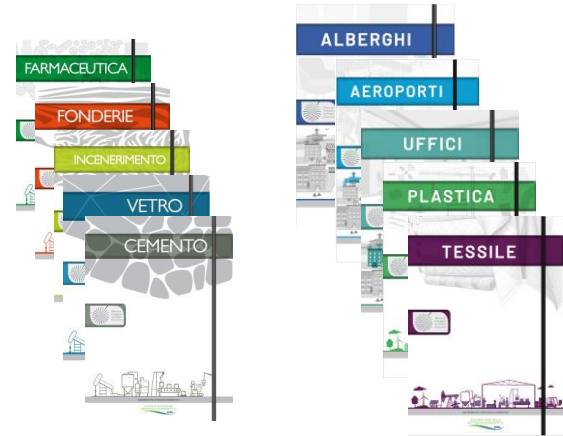 FARMACEUTICA
FONDERIE
INCENERIMENTO
VETRO
CEMENTO
ALBERGHI
AEROPORTI
UFFICI
PLASTICA
TESSILE